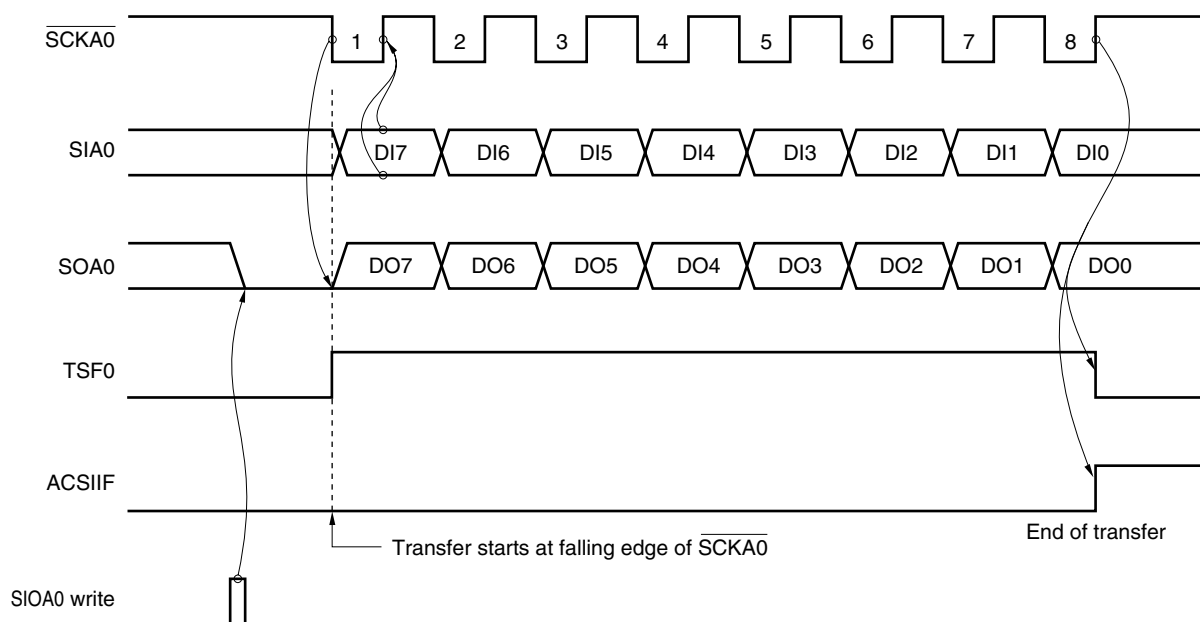 SCKA0
1 2 3 4 5 6 7 8
SIA0
DI7 DI6 DI5 DI4 DI3 DI2 DI1 DI0
SOA0
DO7 DO6 DO5 DO4 DO3 DO2 DO1 DO0
TSF0
ACSIIF
End of transfer
Transfer starts at falling edge of SCKA0
SIOA0 write